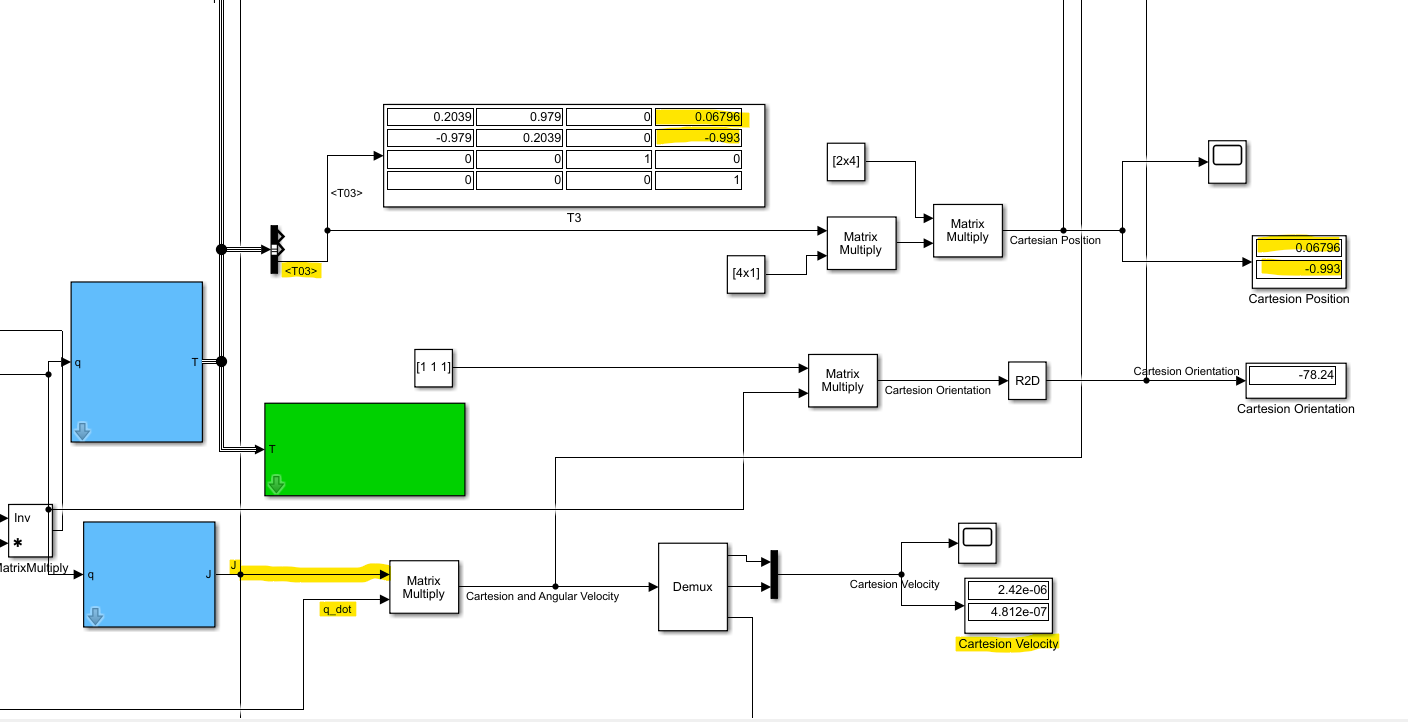 0.2039 0.979 0 0.06796
-0.979 0.2039 0 -0.993
0 0 1 0
0 0 0 1
T3
<T03>
<T03>
[2x4]
Matrix
Multiply
Matrix
Multiply
[4x1]
Cartesian Position
0.06796
-0.993
Cartesion Position
q
T
[1 1 1]
Matrix
Multiply
Cartesion Orientation
R2D
Cartesion Orientation
-78.24
Cartesion Orientation
T
Inv
✱
MatrixMultiply
q
J
J
Matrix
Multiply
q_dot
Cartesion and Angular Velocity
Demux
Cartesion Velocity
2.42e-06
4.812e-07
Cartesion Velocity